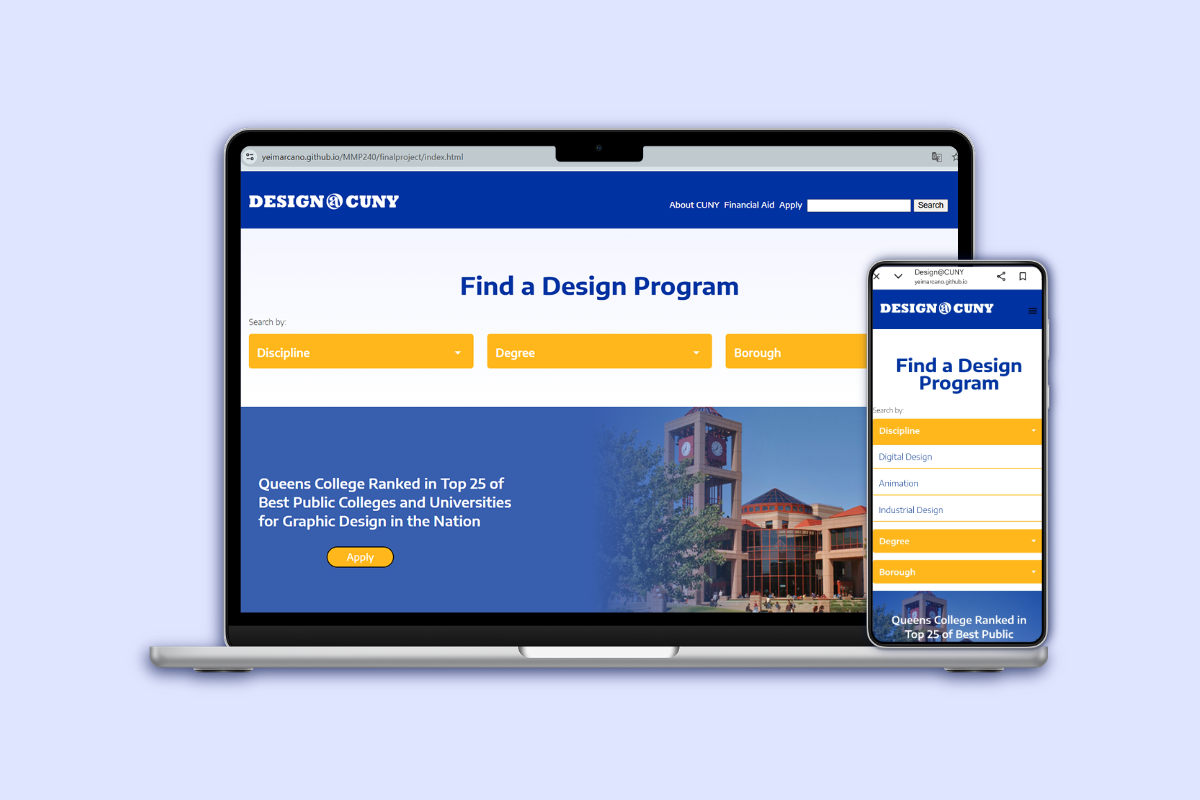 yeimarcano.github.io/MMP240/finalproject/index.html
DESIGN@CUNY
About CUNY Financial Aid Apply
Search
Find a Design Program
Search by:
Discipline
Degree
Borough
Queens College Ranked in Top 25 of
Best Public Colleges and Universities
for Graphic Design in the Nation
Apply
Design@CUNY
yeimarcano.github.io
DESIGN@CUNY
Find a Design
Program
Search by:
Discipline
Digital Design
Animation
Industrial Design
Degree
Borough
Queens College Ranked in
Top 25 of Best Public